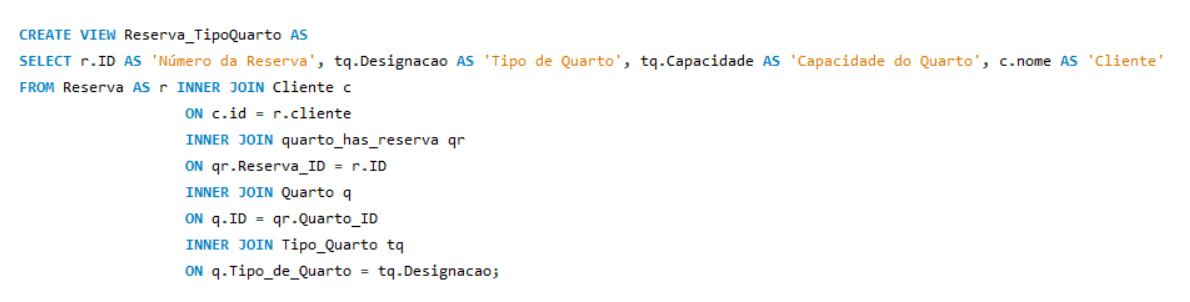 CREATE VIEW Reserva_TipoQuarto AS
SELECT r.ID AS 'Número da Reserva', tq.Designacao AS 'Tipo de Quarto', tq.Capacidade AS 'Capacidade do Quarto', c.nome AS 'Cliente'
FROM Reserva AS r INNER JOIN Cliente c
ON c.id = r.cliente
INNER JOIN quarto_has_reserva qr
ON qr.Reserva_ID = r.ID
INNER JOIN Quarto q
ON q.ID = qr.Quarto_ID
INNER JOIN Tipo_Quarto tq
ON q.Tipo_de_Quarto = tq.Designacao;